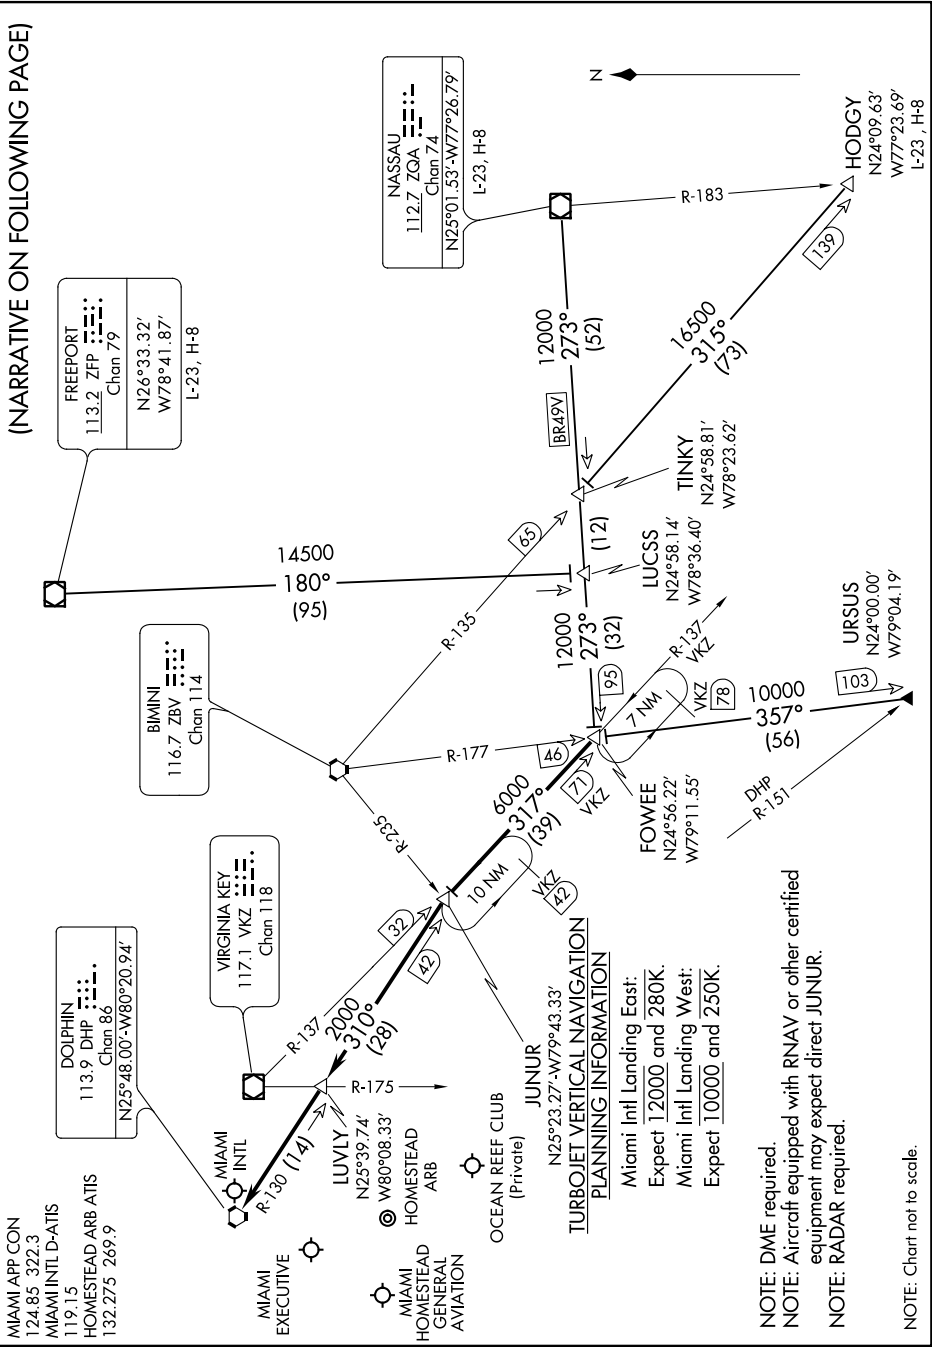 (NARRATIVE ON FOLLOWING PAGE)
MIAMI APP CON
124.85 322.3
MIAMI INTL D-ATIS
119.15
HOMESTEAD ARB ATIS
132.275 269.9
DOLPHIN
113.9 DHP
Chan 86
N25°48.00'-W80°20.94'
VIRGINIA KEY
117.1 VKZ
Chan 118
BIMINI
116.7 ZBV
Chan 114
FREEPORT
113.2 ZFP
Chan 79
N26°33.32'
W78°41.87'
L-23, H-8
NASSAU
112.7 ZQA
Chan 74
N25°01.53'-W77°26.79'
L-23, H-8
N
MIAMI
INTL
R-130 (14)
LUVLY
N25°39.74'
W80°08.33'
HOMESTEAD
ARB
MIAMI
EXECUTIVE
MIAMI
HOMESTEAD
GENERAL
AVIATION
OCEAN REEF CLUB
(Private)
R-175
R-137
2000
310°
(28)
32
42
R-235
JUNUR
N25°23.27'-W79°43.33'
10 NM
VKZ
42
6000
317°
(39)
R-177
46
71
VKZ
FOWEE
N24°56.22'
W79°11.55'
7 NM
VKZ
78
R-137
VKZ
95
R-135
65
14500
180°
(95)
12000
273°
(32)
LUCSS
N24°58.14'
W78°36.40'
(12)
TINKY
N24°58.81'
W78°23.62'
BR49V
12000
273°
(52)
16500
315°
(73)
R-183
139
HODGY
N24°09.63'
W77°23.69'
L-23, H-8
10000
357°
(56)
103
URSUS
N24°00.00'
W79°04.19'
DHP
R-151
TURBOJET VERTICAL NAVIGATION
PLANNING INFORMATION
Miami Intl Landing East:
Expect 12000 and 280K.
Miami Intl Landing West:
Expect 10000 and 250K.
NOTE: DME required.
NOTE: Aircraft equipped with RNAV or other certified
equipment may expect direct JUNUR.
NOTE: RADAR required.
NOTE: Chart not to scale.